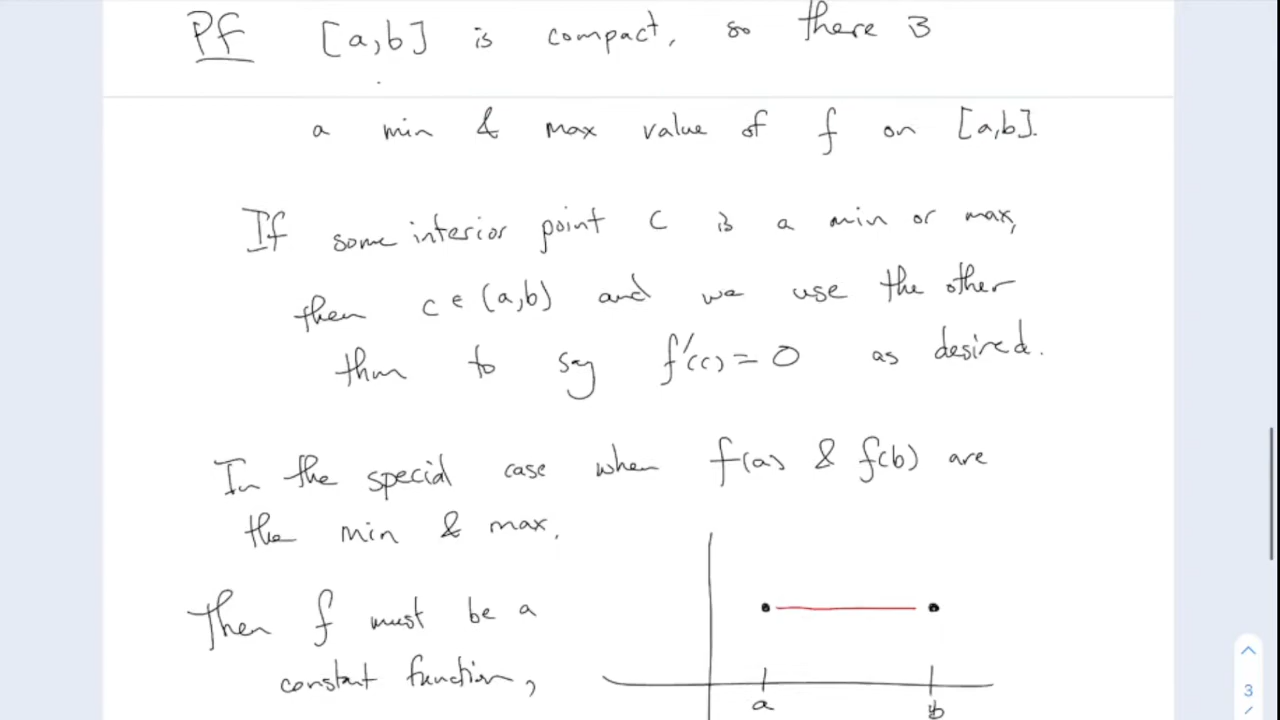 Pf [a,b] is compact, so there ∃
a min & max value of f on [a,b].
If some interior point c is a min or max,
then c ∈ (a,b) and we use the other
thm to say f'(c) = 0 as desired.
In the special case when f(a) & f(b) are
the min & max.
Then f must be a
constant function,
a b
3